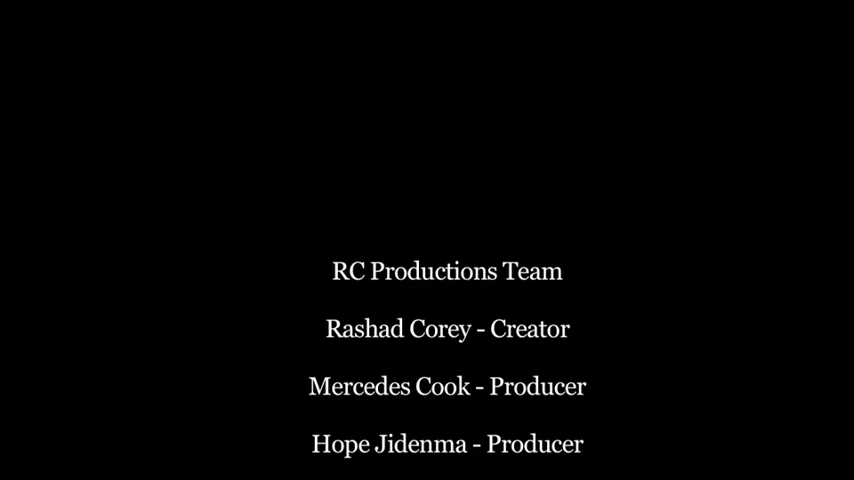 RC Productions Team
Rashad Corey - Creator
Mercedes Cook - Producer
Hope Jidenma - Producer